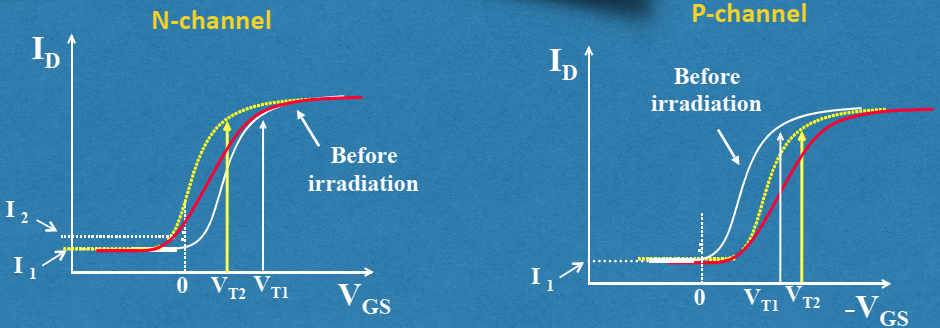 N-channel
I_D
I_2
I_1
0
V_T2
V_T1
V_GS
Before
irradiation
P-channel
I_D
Before
irradiation
I_1
0
V_T1
V_T2
-V_GS